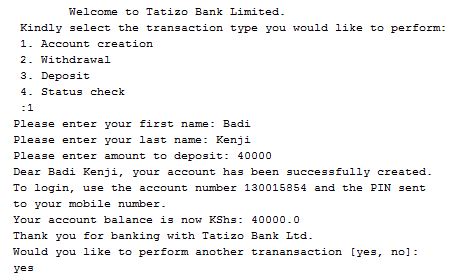 Welcome to Tatizo Bank Limited.
Kindly select the transaction type you would like to perform:
1. Account creation
2. Withdrawal
3. Deposit
4. Status check
:1
Please enter your first name: Badi
Please enter your last name: Kenji
Please enter amount to deposit: 40000
Dear Badi Kenji, your account has been successfully created.
To login, use the account number 130015854 and the PIN sent
to your mobile number.
Your account balance is now KShs: 40000.0
Thank you for banking with Tatizo Bank Ltd.
Would you like to perform another tranansaction [yes, no]:
yes